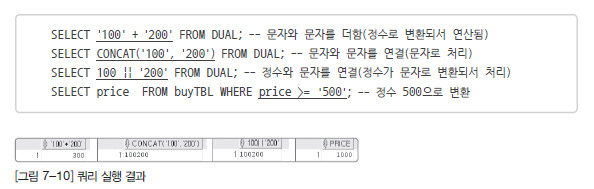 SELECT '100' + '200' FROM DUAL; -- 문자와 문자를 더함(정수로 변환되서 연산됨)
SELECT CONCAT('100', '200') FROM DUAL; -- 문자와 문자를 연결(문자로 처리)
SELECT 100 || '200' FROM DUAL; -- 정수와 문자를 연결(정수가 문자로 변환되서 처리)
SELECT price FROM buyTBL WHERE price >= '500'; -- 정수 500으로 변환
'100'+'200' CONCAT('100','200') 100||'200' PRICE
1 300 1 100200 1 100200 1 1000
[그림 7-10] 쿼리 실행 결과